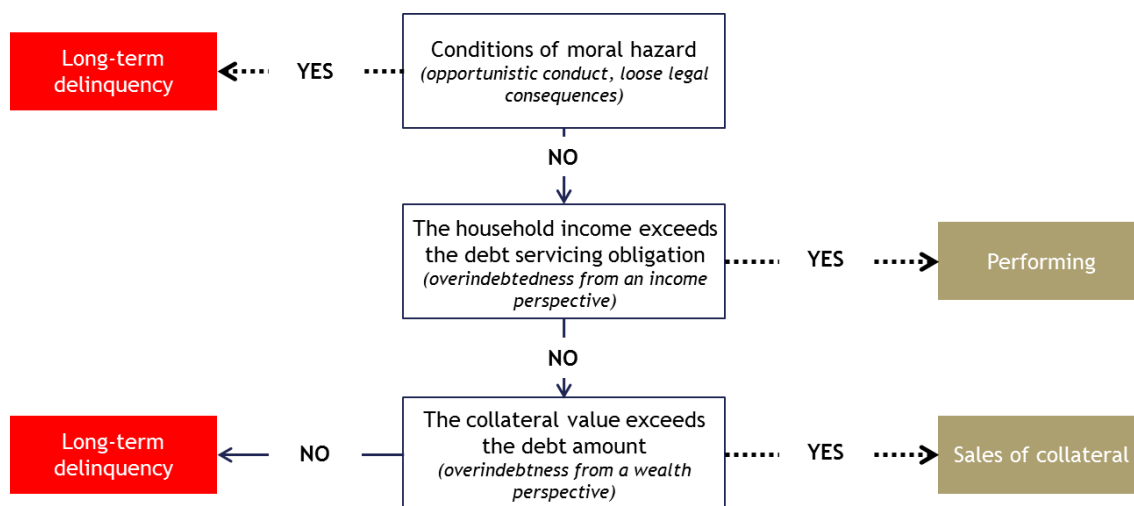 Long-term
delinquency
YES
Conditions of moral hazard
(opportunistic conduct, loose legal
consequences)
NO
The household income exceeds
the debt servicing obligation
(overindebtedness from an income
perspective)
YES
Performing
NO
Long-term
delinquency
NO
The collateral value exceeds
the debt amount
(overindebtness from a wealth
perspective)
YES
Sales of collateral